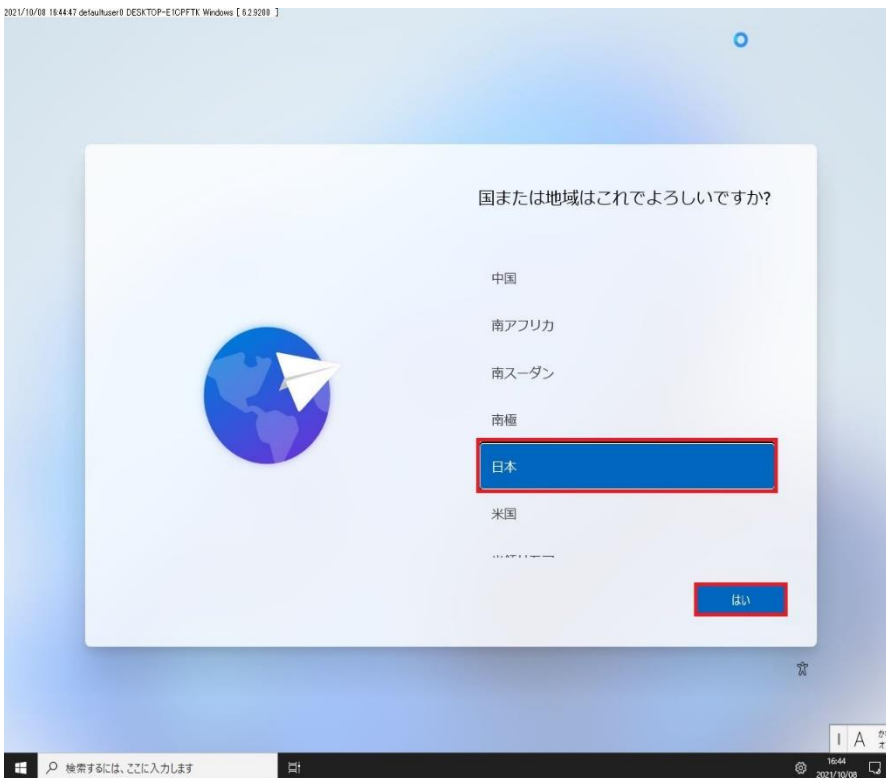 2021/10/08 16:44:47 defaultuser0 DESKTOP-E1CPFTK Windows [ 6.2.9200 ]
国または地域はこれでよろしいですか?
中国
南アフリカ
南スーダン
南極
日本
米国
はい
A
検索するには、ここに入力します
16:44
2021/10/08